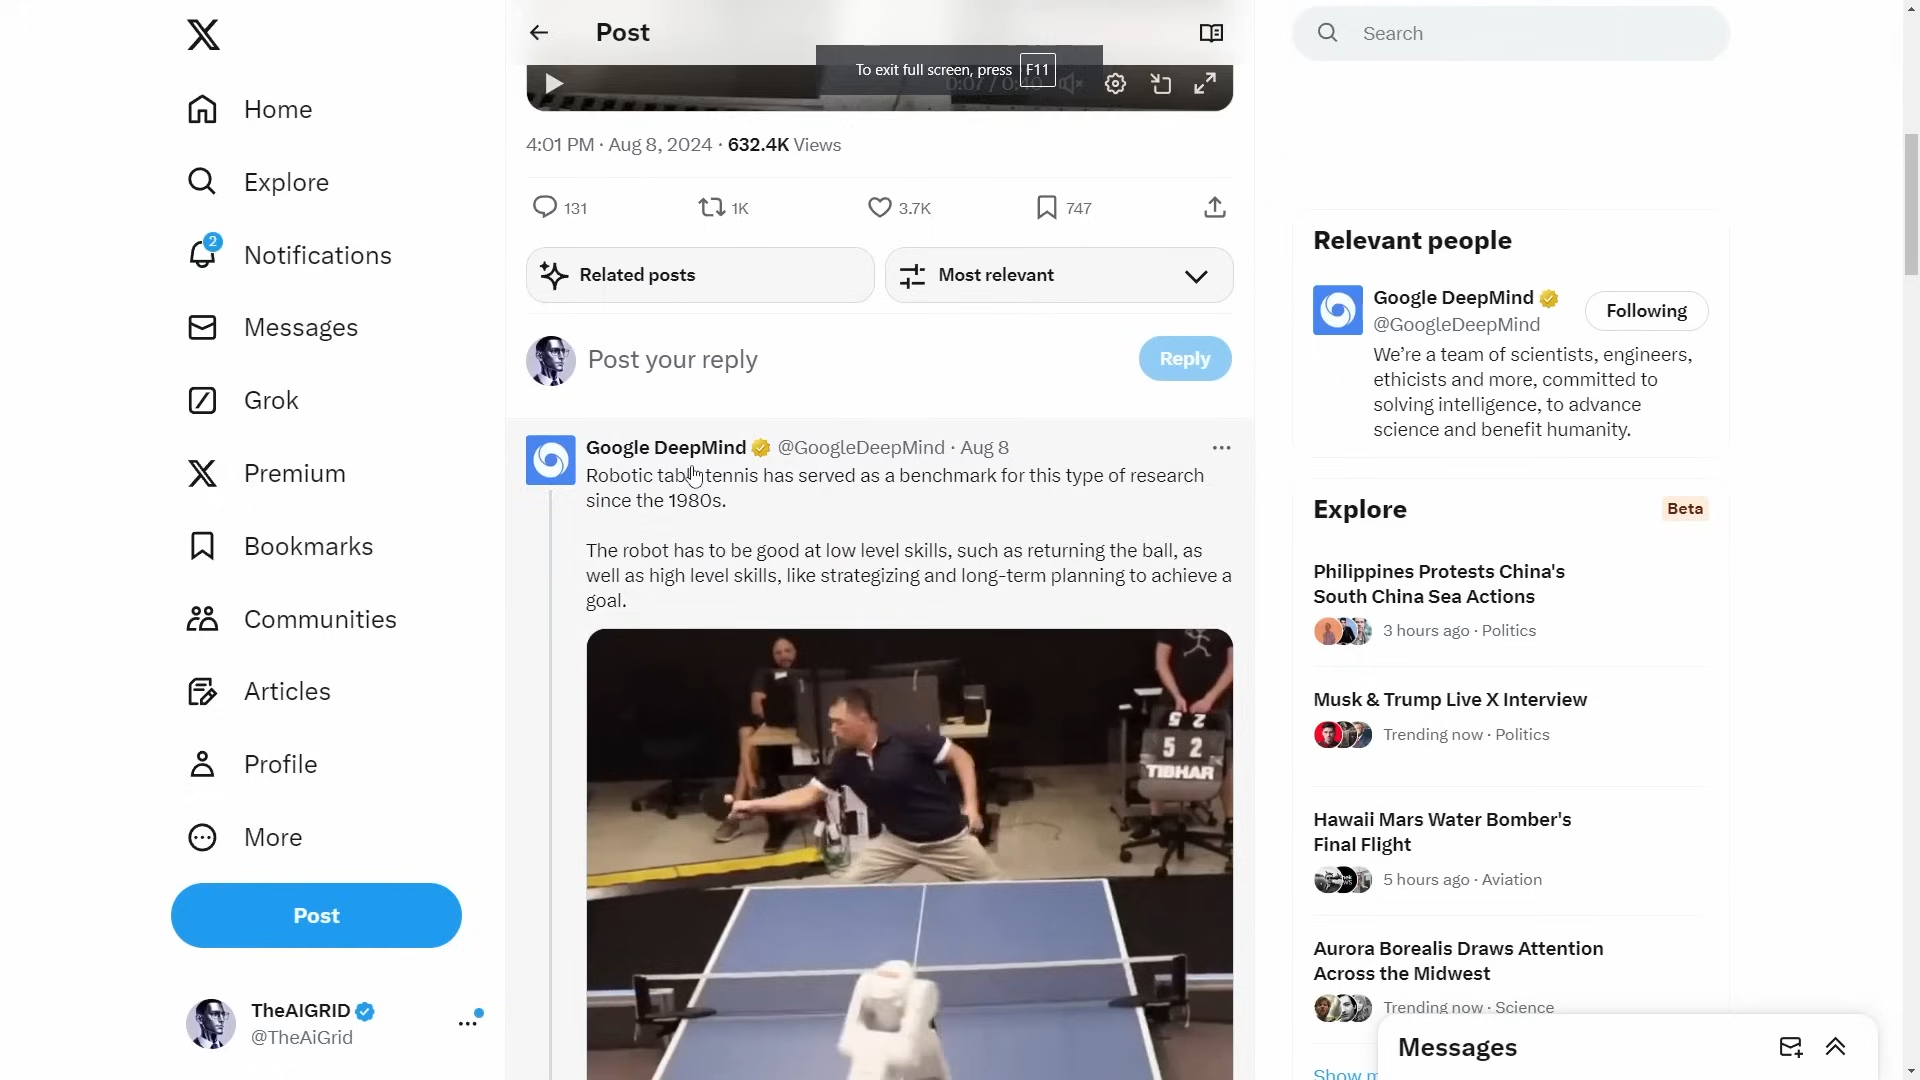 Post
To exit full screen, press F11
0:07 / 0:40
4:01 PM · Aug 8, 2024 · 632.4K Views
131
1K
3.7K
747
Related posts
Most relevant
Post your reply
Reply
Google DeepMind @GoogleDeepMind · Aug 8
Robotic table tennis has served as a benchmark for this type of research
since the 1980s.
The robot has to be good at low level skills, such as returning the ball, as
well as high level skills, like strategizing and long-term planning to achieve a
goal.
5 2
TIBHAR
Home
Explore
2
Notifications
Messages
Grok
Premium
Bookmarks
Communities
Articles
Profile
More
Post
TheAIGRID
@TheAiGrid
Search
Relevant people
Google DeepMind
@GoogleDeepMind
Following
We're a team of scientists, engineers,
ethicists and more, committed to
solving intelligence, to advance
science and benefit humanity.
Explore
Beta
Philippines Protests China's
South China Sea Actions
3 hours ago · Politics
Musk & Trump Live X Interview
Trending now · Politics
Hawaii Mars Water Bomber's
Final Flight
5 hours ago · Aviation
Aurora Borealis Draws Attention
Across the Midwest
Trending now · Science
Show
Messages